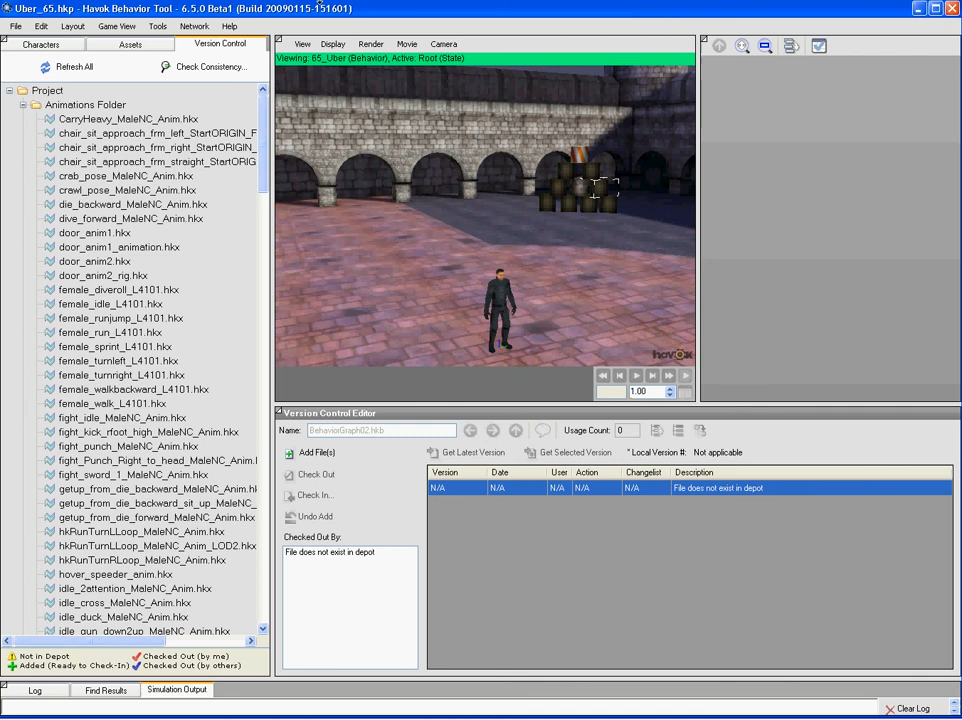 Uber_65.hkp - Havok Behavior Tool - 6.5.0 Beta1 (Build 20090115-151601)
File Edit Layout Game View Tools Network Help
Characters Assets Version Control
Refresh All Check Consistency...
Project
Animations Folder
CarryHeavy_MaleNC_Anim.hkx
chair_sit_approach_frm_left_StartORIGIN_F
chair_sit_approach_frm_right_StartORIGIN_
chair_sit_approach_frm_straight_StartORIG
crab_pose_MaleNC_Anim.hkx
crawl_pose_MaleNC_Anim.hkx
die_backward_MaleNC_Anim.hkx
dive_forward_MaleNC_Anim.hkx
door_anim1.hkx
door_anim1_animation.hkx
door_anim2.hkx
door_anim2_rig.hkx
female_diveroll_L4101.hkx
female_idle_L4101.hkx
female_runjump_L4101.hkx
female_run_L4101.hkx
female_sprint_L4101.hkx
female_turnleft_L4101.hkx
female_turnright_L4101.hkx
female_walkbackward_L4101.hkx
female_walk_L4101.hkx
fight_idle_MaleNC_Anim.hkx
fight_kick_rfoot_high_MaleNC_Anim.hkx
fight_punch_MaleNC_Anim.hkx
fight_Punch_Right_to_head_MaleNC_Anim.l
fight_sword_1_MaleNC_Anim.hkx
getup_from_die_backward_MaleNC_Anim.hk
getup_from_die_backward_sit_up_MaleNC_
getup_from_die_forward_MaleNC_Anim.hkx
hkRunTurnLLoop_MaleNC_Anim.hkx
hkRunTurnLLoop_MaleNC_Anim_LOD2.hkx
hkRunTurnRLoop_MaleNC_Anim.hkx
hover_speeder_anim.hkx
idle_2attention_MaleNC_Anim.hkx
idle_cross_MaleNC_Anim.hkx
idle_duck_MaleNC_Anim.hkx
idle_gun_down2up_MaleNC_Anim.hkx
Not in Depot Checked Out (by me)
Added (Ready to Check-In) Checked Out (by others)
View Display Render Movie Camera
Viewing: 65_Uber (Behavior), Active: Root (State)
havok
1.00
Version Control Editor
Name: BehaviorGraph02.hkb Usage Count: 0
Add File(s) Get Latest Version Get Selected Version * Local Version #: Not applicable
Check Out
Check In...
Undo Add
Checked Out By:
File does not exist in depot
Version Date User Action Changelist Description
N/A N/A N/A N/A N/A File does not exist in depot
Log Find Results Simulation Output
Clear Log